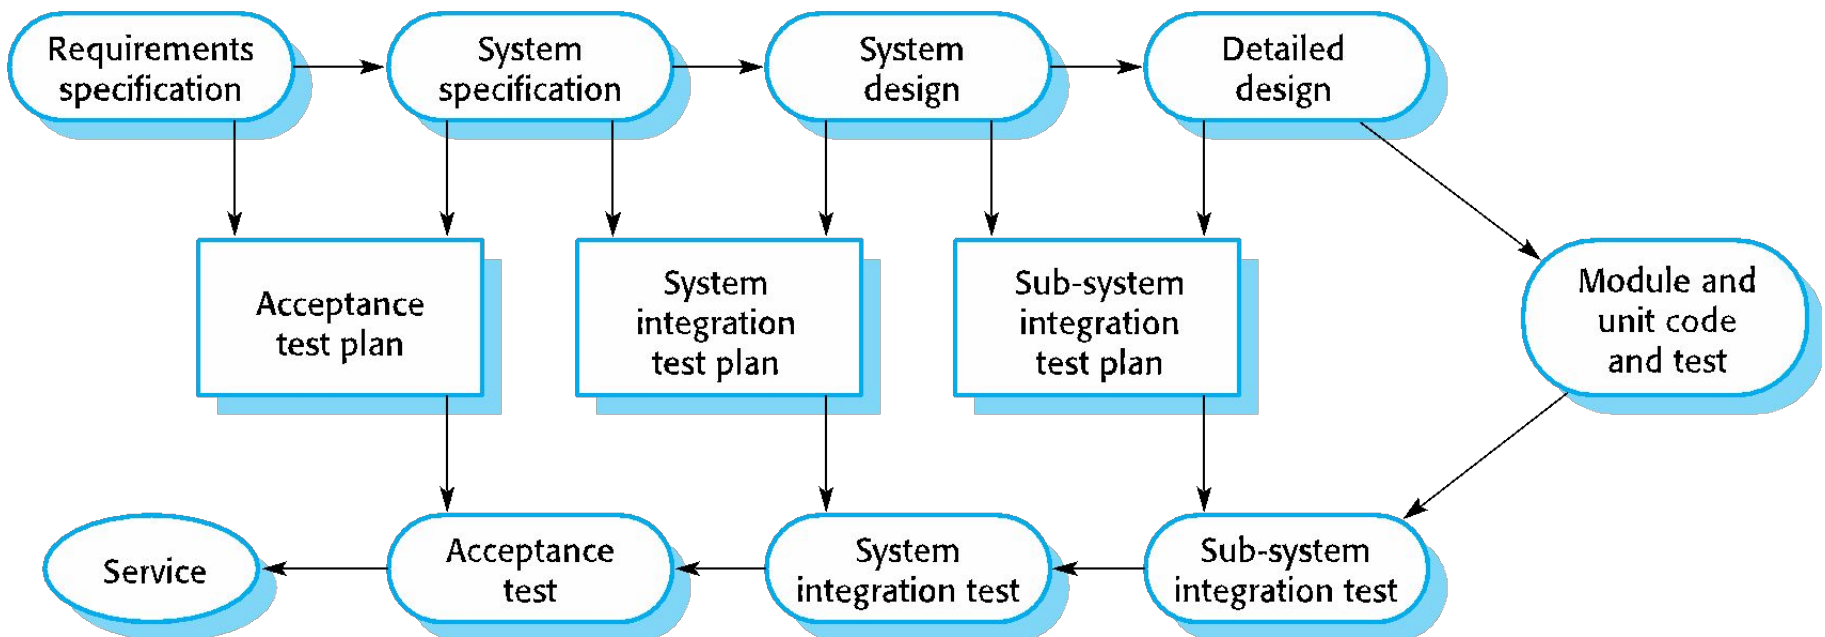 Requirements
specification
System
specification
System
design
Detailed
design
Acceptance
test plan
System
integration
test plan
Sub-system
integration
test plan
Module and
unit code
and test
Service
Acceptance
test
System
integration test
Sub-system
integration test